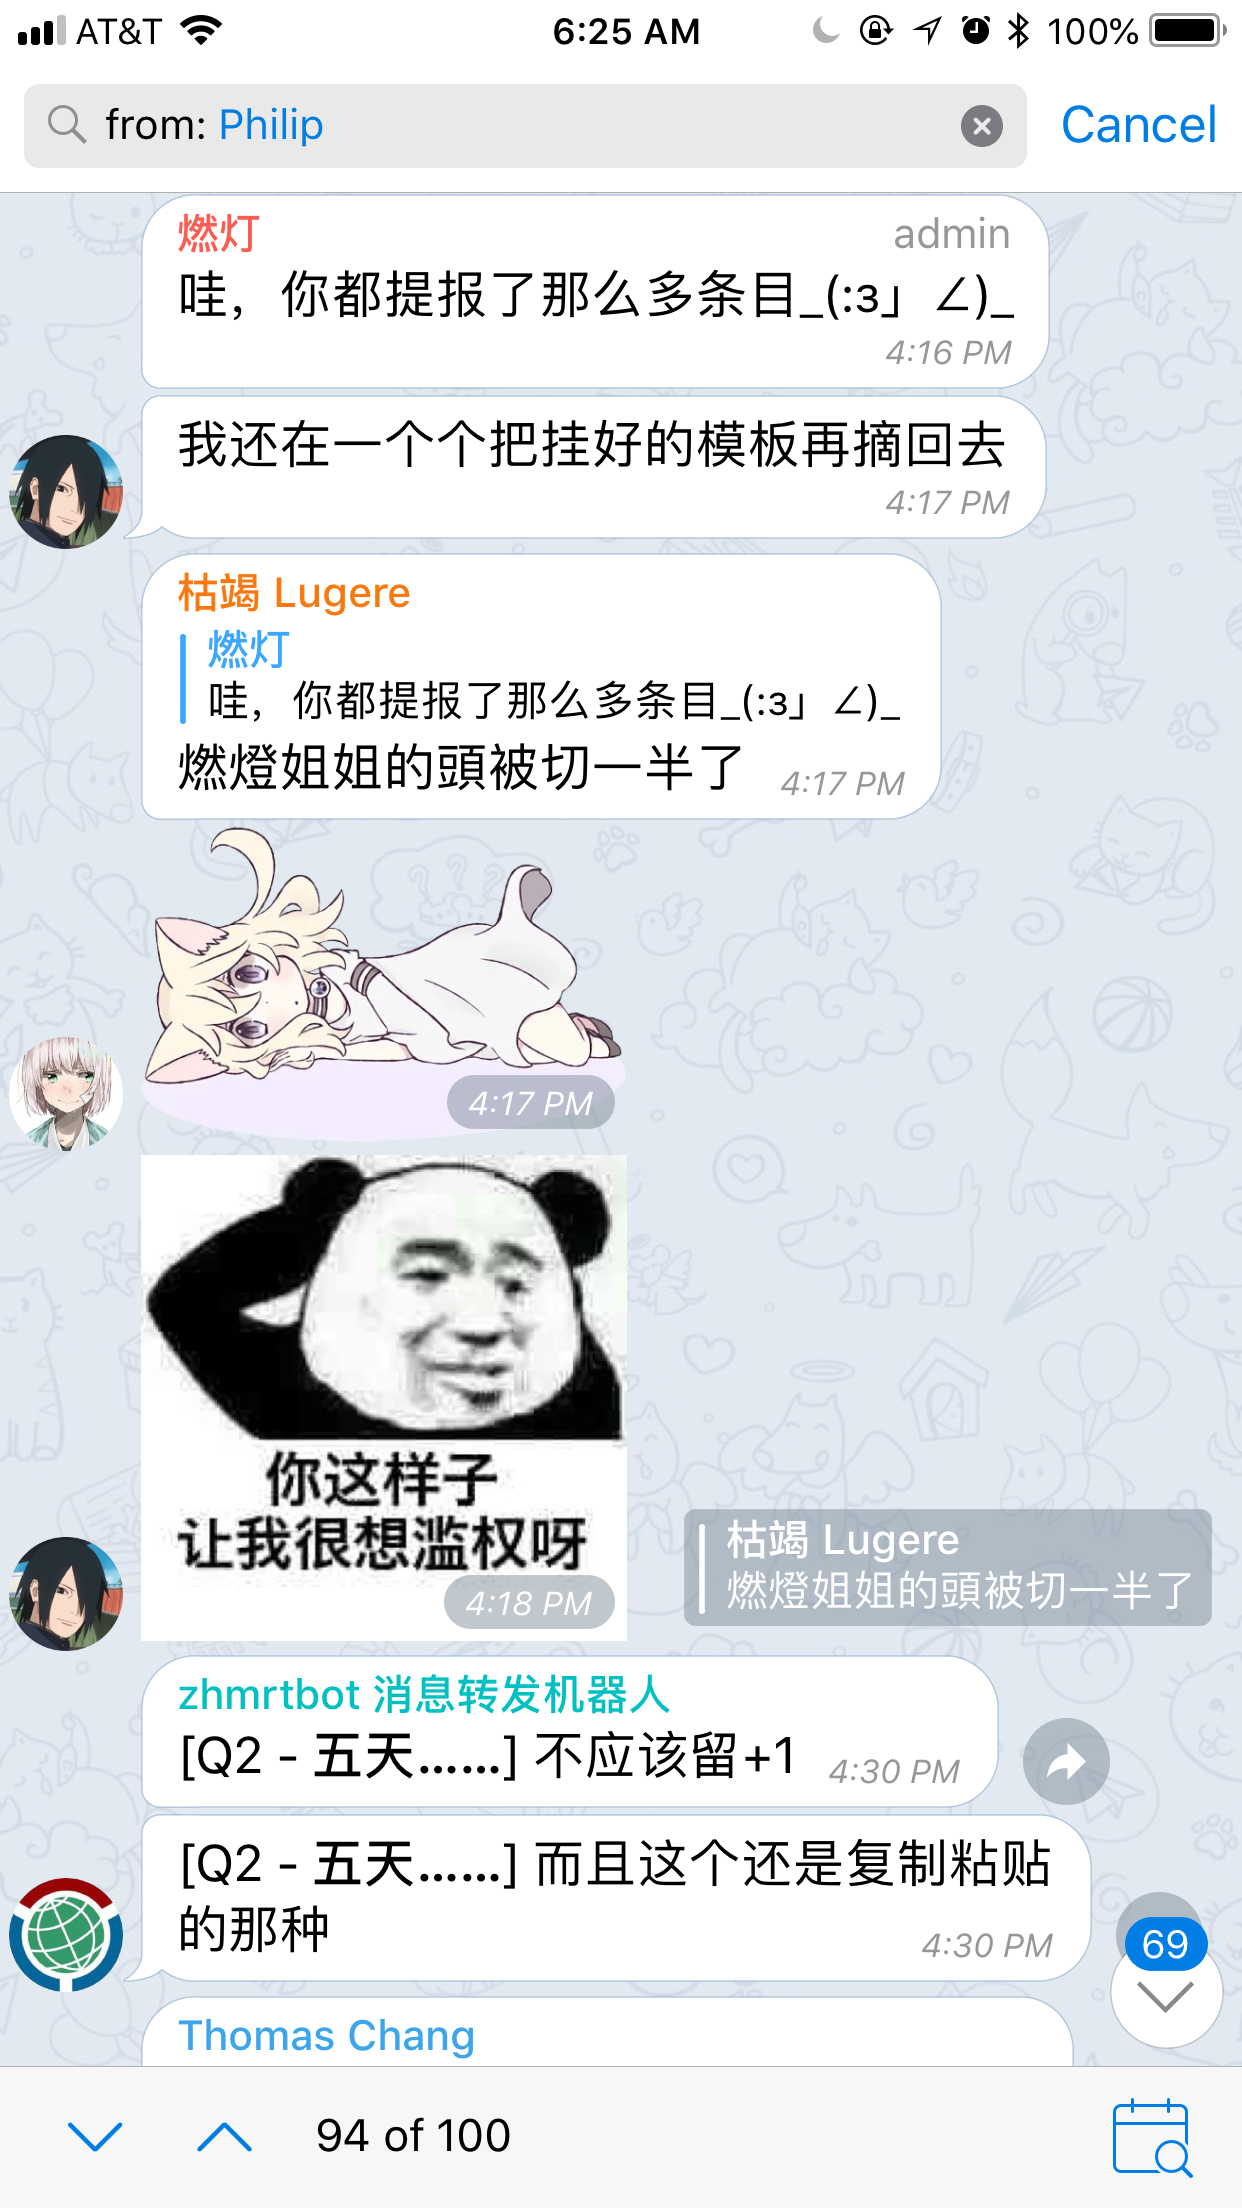 AT&T
6:25 AM
100%
from: Philip
Cancel
燃灯
admin
哇，你都提报了那么多条目_(:з」∠)_
4:16 PM
我还在一个个把挂好的模板再摘回去
4:17 PM
枯竭 Lugere
燃灯
哇，你都提报了那么多条目_(:з」∠)_
燃燈姐姐的頭被切一半了
4:17 PM
4:17 PM
你这样子
让我很想滥权呀
4:18 PM
枯竭 Lugere
燃燈姐姐的頭被切一半了
zhmrtbot 消息转发机器人
[Q2 - 五天……] 不应该留+1
4:30 PM
[Q2 - 五天……] 而且这个还是复制粘贴
的那种
4:30 PM
69
Thomas Chang
94 of 100